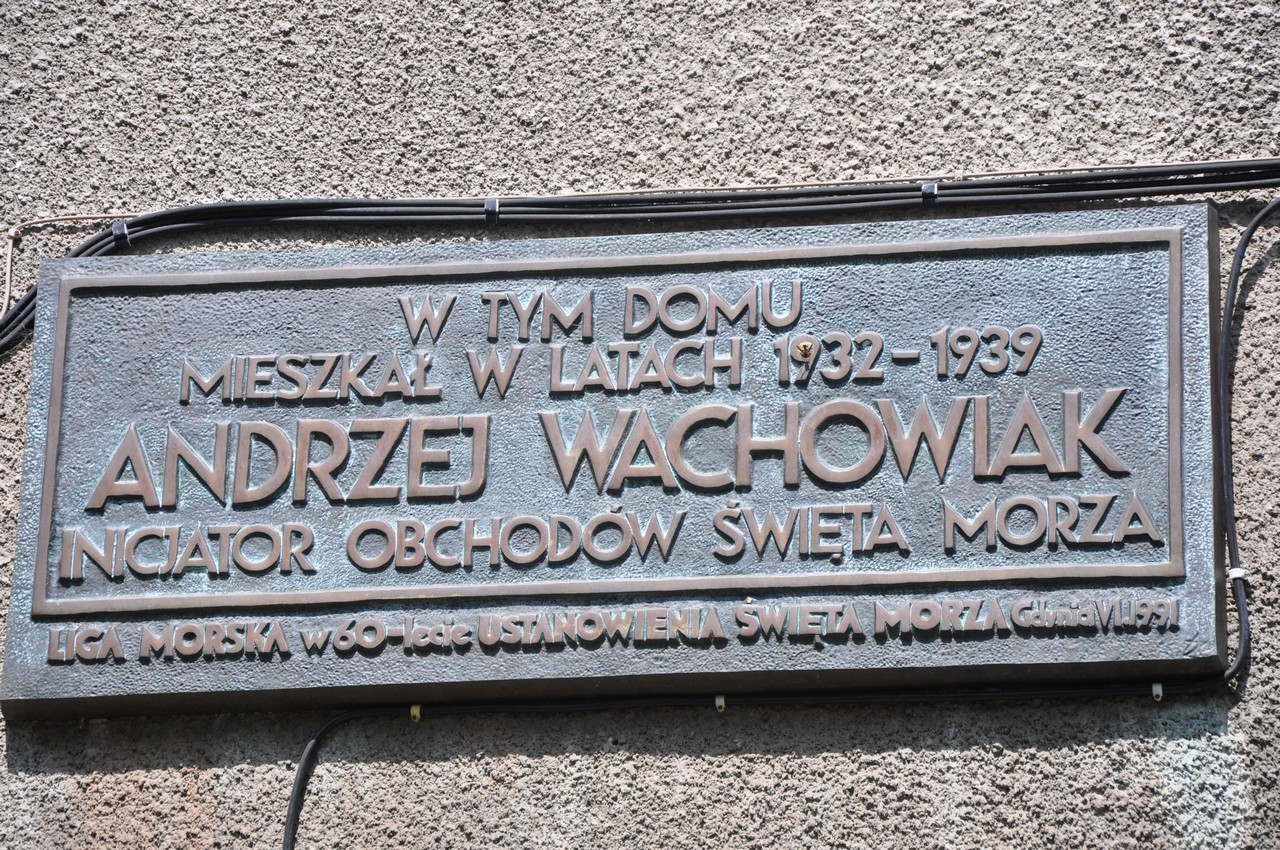 W TYM DOMU
MIESZKAŁ W LATACH 1932-1939
ANDRZEJ WACHOWIAK
INICJATOR OBCHODÓW ŚWIĘTA MORZA
LIGA MORSKA w 60-lecie USTANOWIENIA ŚWIĘTA MORZA Gdynia VI.1991